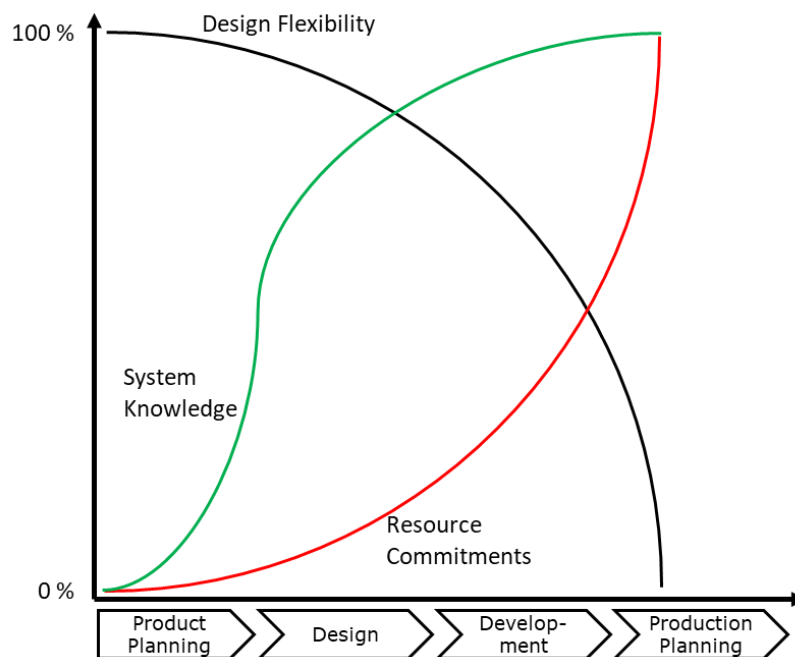 100 %
Design Flexibility
System
Knowledge
Resource
Commitments
0 %
Product
Planning
Design
Develop-
ment
Production
Planning